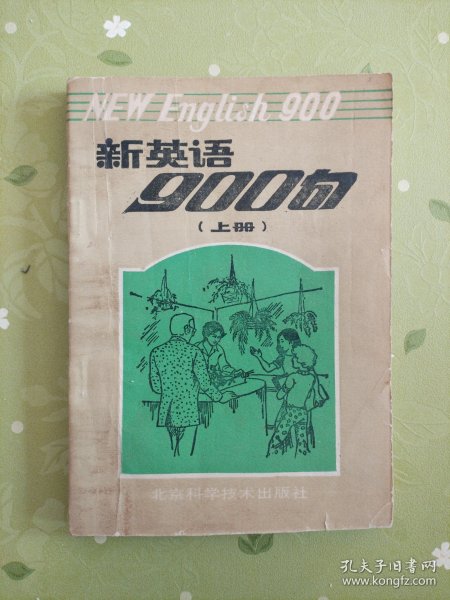 NEW English 900
新英语
900句
（上册）
北京科学技术出版社
孔夫子旧书网
www.kongfz.com